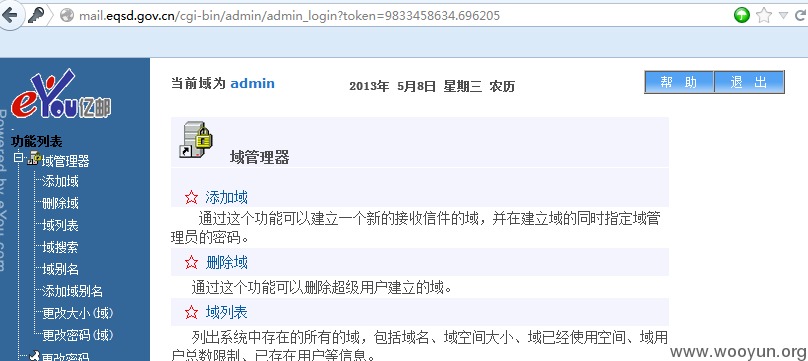 mail.eqsd.gov.cn/cgi-bin/admin/admin_login?token=9833458634.696205
eYou亿邮
当前域为 admin
2013年 5月8日 星期三 农历
帮 助
退 出
功能列表
域管理器
添加域
删除域
域列表
域搜索
域别名
添加域别名
更改大小(域)
更改密码(域)
更改密码
Powered by eYou.com
域管理器
☆ 添加域
通过这个功能可以建立一个新的接收信件的域，并在建立域的同时指定域管
理员的密码。
☆ 删除域
通过这个功能可以删除超级用户建立的域。
☆ 域列表
列出系统中存在的所有的域，包括域名、域空间大小、域已经使用空间、域用
户总数限制、已存在用户等信息。
www.wooyun.org